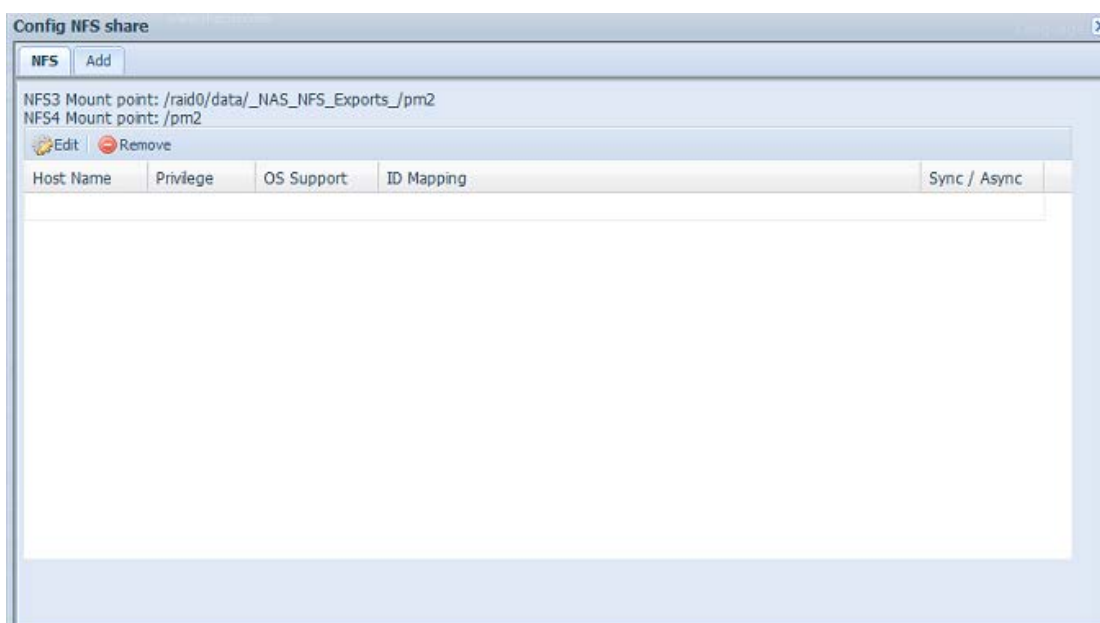 Config NFS share
NFS Add
NFS3 Mount point: /raid0/data/_NAS_NFS_Exports_/pm2
NFS4 Mount point: /pm2
Edit Remove
Host Name Privilege OS Support ID Mapping Sync / Async